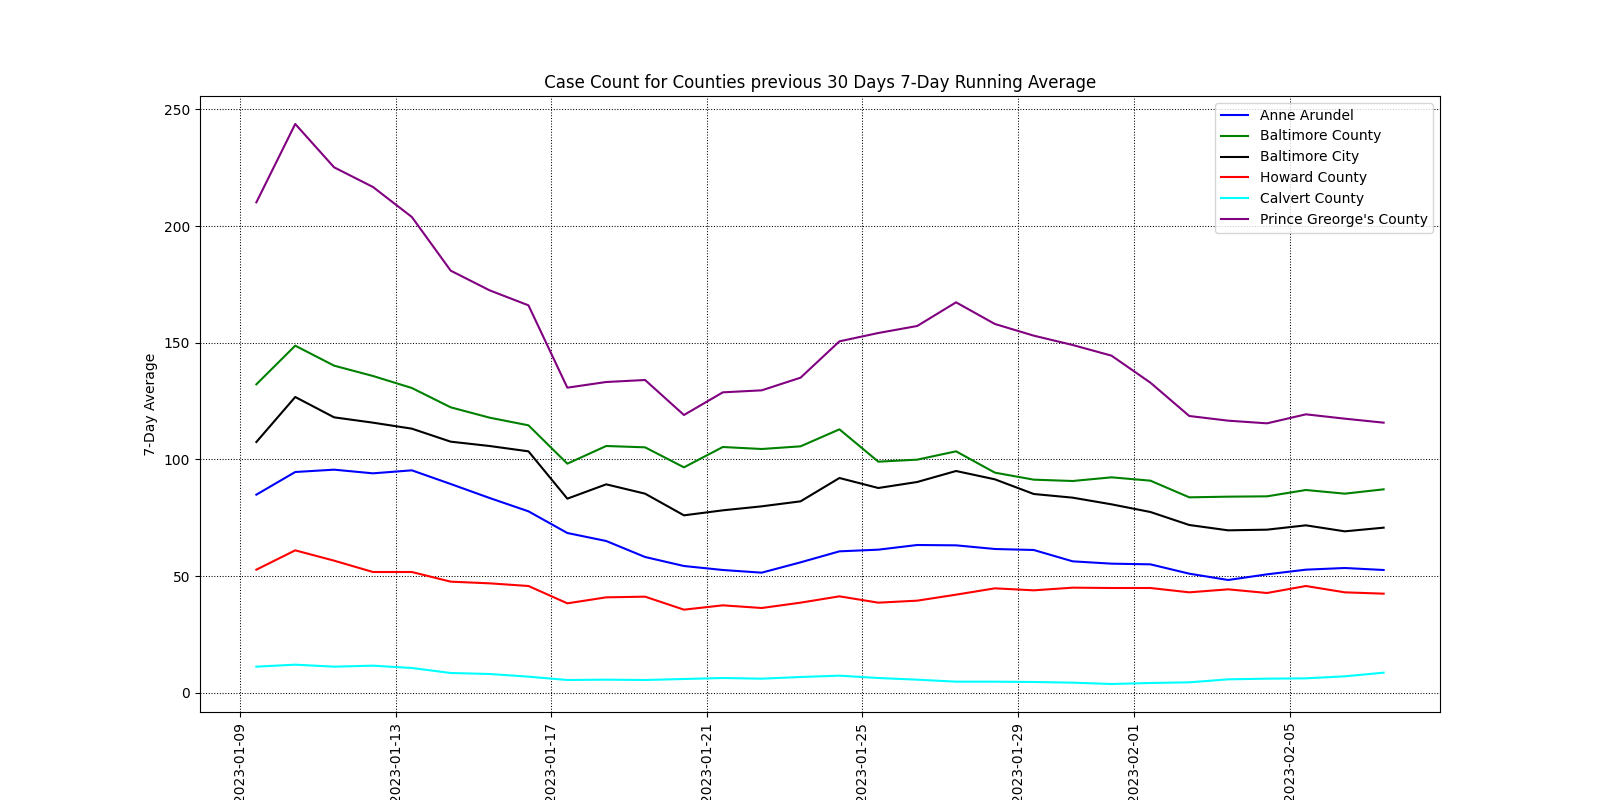 Case Count for Counties previous 30 Days 7-Day Running Average
250
200
150
100
50
0
7-Day Average
Anne Arundel
Baltimore County
Baltimore City
Howard County
Calvert County
Prince Greorge's County
2023-01-09
2023-01-13
2023-01-17
2023-01-21
2023-01-25
2023-01-29
2023-02-01
2023-02-05